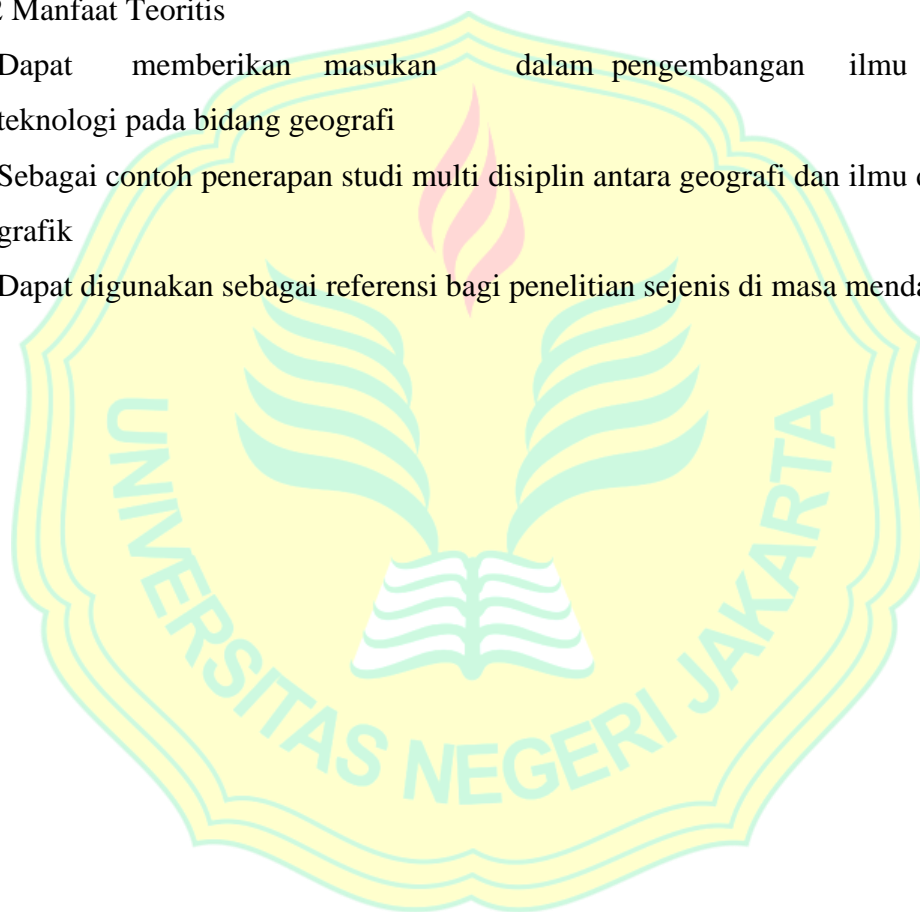 2 Manfaat Teoritis
Dapat memberikan masukan dalam pengembangan ilmu
teknologi pada bidang geografi
Sebagai contoh penerapan studi multi disiplin antara geografi dan ilmu
grafik
Dapat digunakan sebagai referensi bagi penelitian sejenis di masa
UNIVERSITAS NEGERI JAKARTA